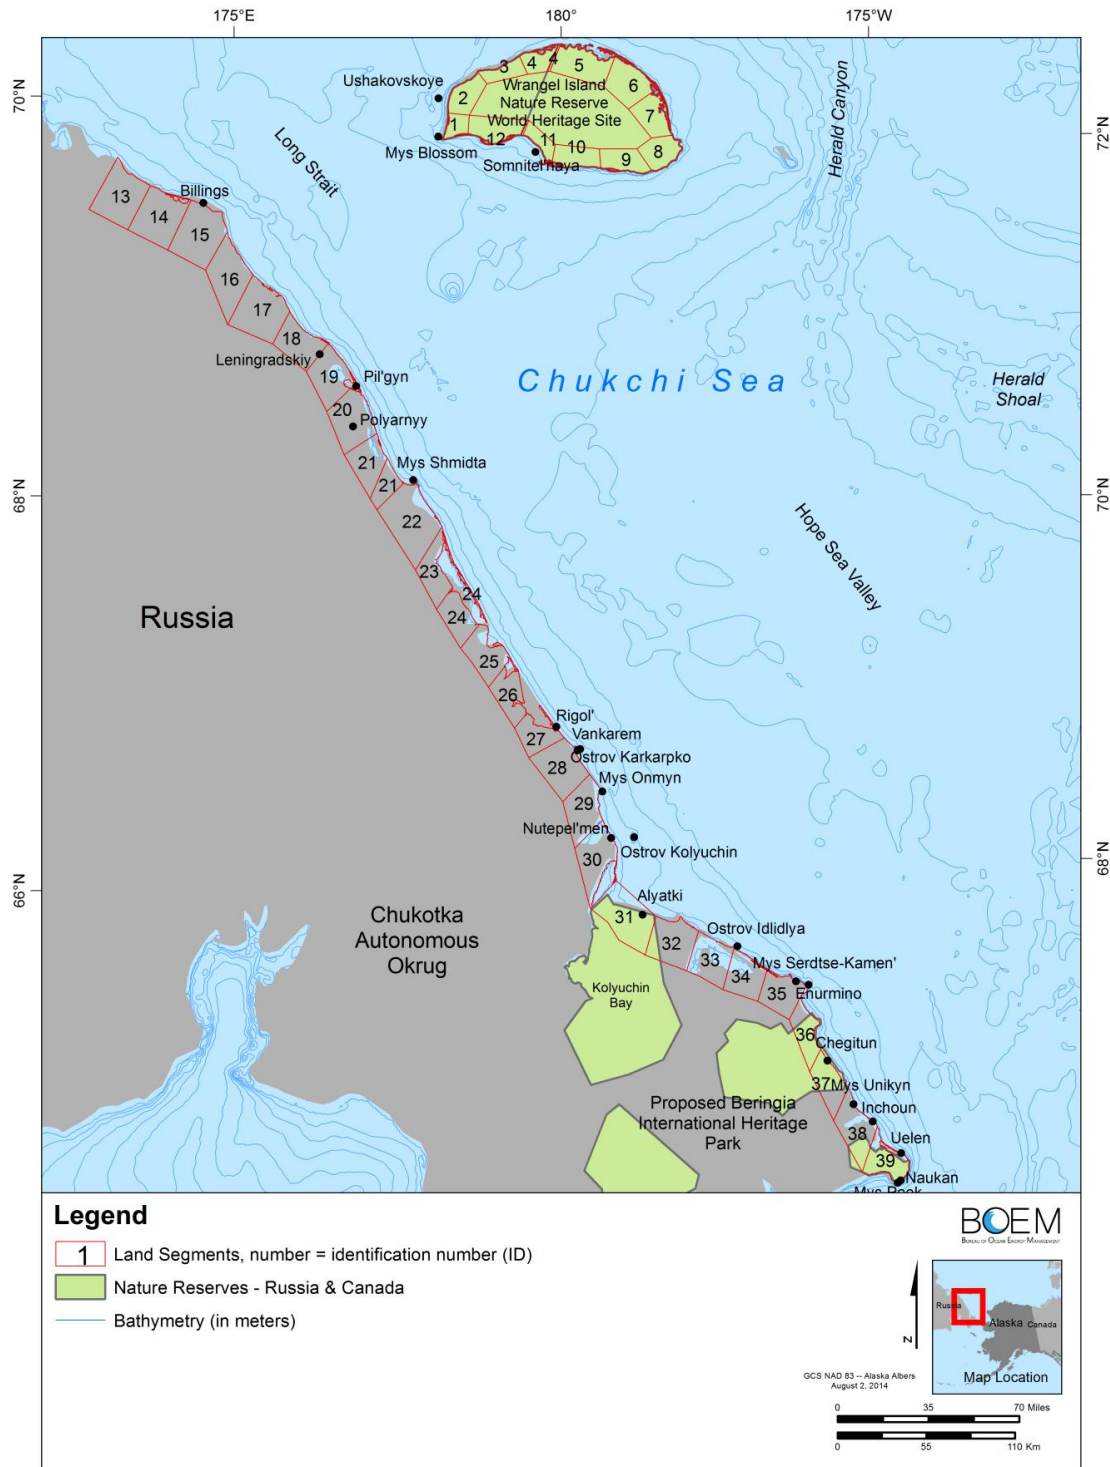 175°E
180°
175°W
70°N
72°N
68°N
70°N
66°N
68°N
Ushakovskoye
Mys Blossom
Somnitel'naya
Wrangel Island
Nature Reserve
World Heritage Site
3
4
4
5
2
6
1
7
12
11
10
9
8
Long Strait
Herald Canyon
13
Billings
14
15
16
17
18
Leningradskiy
19
Pil'gyn
20
Polyarnyy
21
Mys Shmidta
21
22
23
24
24
25
26
Chukchi Sea
Herald
Shoal
Hope Sea Valley
Russia
Rigol'
27
Vankarem
Ostrov Karkarpko
28
Mys Onmyn
29
Nutepel'men
30
Ostrov Kolyuchin
Alyatki
31
Chukotka
Autonomous
Okrug
32
Ostrov Idlidlya
33
Mys Serdtse-Kamen'
34
35
Enurmino
Kolyuchin
Bay
36
Chegitun
37
Mys Unikyn
Proposed Beringia
International Heritage
Park
Inchoun
38
Uelen
39
Naukan
Legend
1 Land Segments, number = identification number (ID)
Nature Reserves - Russia & Canada
Bathymetry (in meters)
BOEM
Bureau of Ocean Energy Management
Russia
Alaska
Canada
Map Location
N
GCS NAD 83 -- Alaska Albers
August 2, 2014
0 35 70 Miles
0 55 110 Km